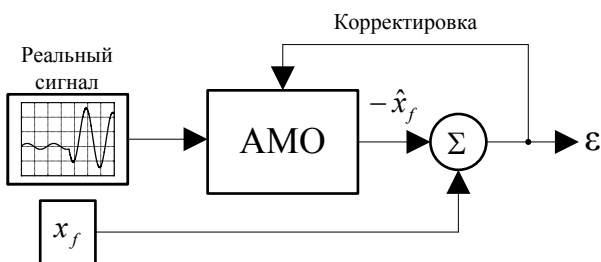 Корректировка
Реальный
сигнал
АМО
− x̂_f
Σ
ε
x_f